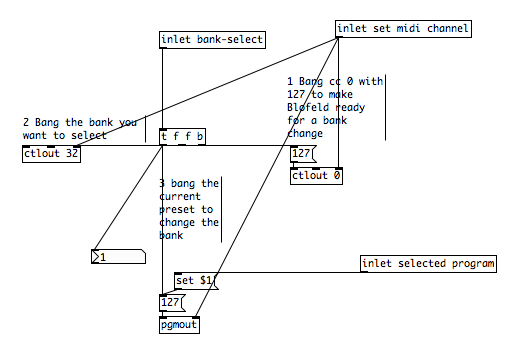 inlet set midi channel
inlet bank-select
1 Bang cc 0 with
127 to make
Bløfeld ready
for a bank
change
2 Bang the bank you
want to select
t f f b
ctlout 32
127
ctlout 0
3 bang the
current
preset to
change the
bank
1
inlet selected program
set $1
127
pgmout